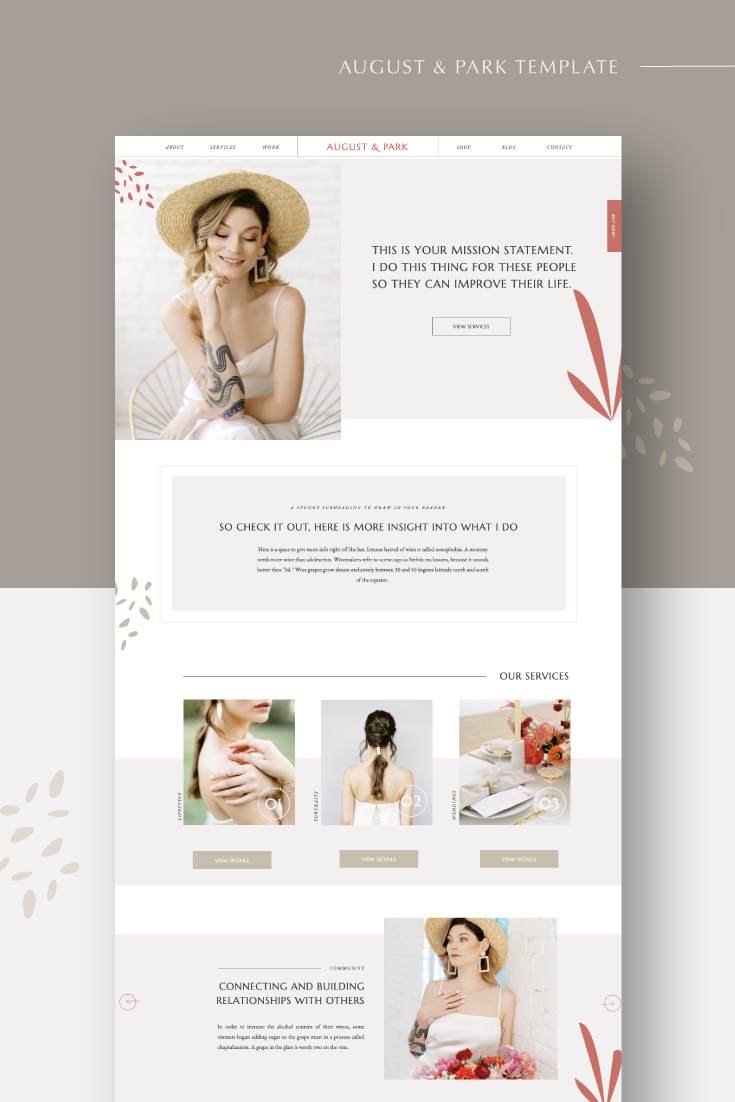 AUGUST & PARK TEMPLATE
ABOUT SERVICES WORK AUGUST & PARK SHOP BLOG CONTACT
THIS IS YOUR MISSION STATEMENT.
I DO THIS THING FOR THESE PEOPLE
SO THEY CAN IMPROVE THEIR LIFE.
VIEW SERVICES
A SPUNKY SUBHEADING TO DRAW IN YOUR READER
SO CHECK IT OUT, HERE IS MORE INSIGHT INTO WHAT I DO
Here is a space to give more info right off the bat. Intense hatred of wine is called oenophobia. A mommy
needs more wine than adolescents. Winemakers refer to screw caps as Stelvin enclosures, because it sounds
better than "lid." Wine grapes grow almost exclusively between 30 and 50 degrees latitude north and south
of the equator.
OUR SERVICES
LIFESTYLE
01
PORTRAITS
02
WEDDINGS
03
VIEW DETAILS VIEW DETAILS VIEW DETAILS
COMMUNITY
CONNECTING AND BUILDING
RELATIONSHIPS WITH OTHERS
In order to increase the alcohol content of their wines, some
vintners began adding sugar to the grape must in a process called
chaptalization. A grape in the glass is worth two on the vine.